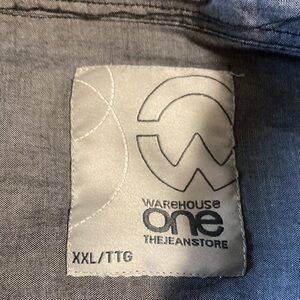 WAREHOUSE
One
THEJEANSTORE
XXL/TTG